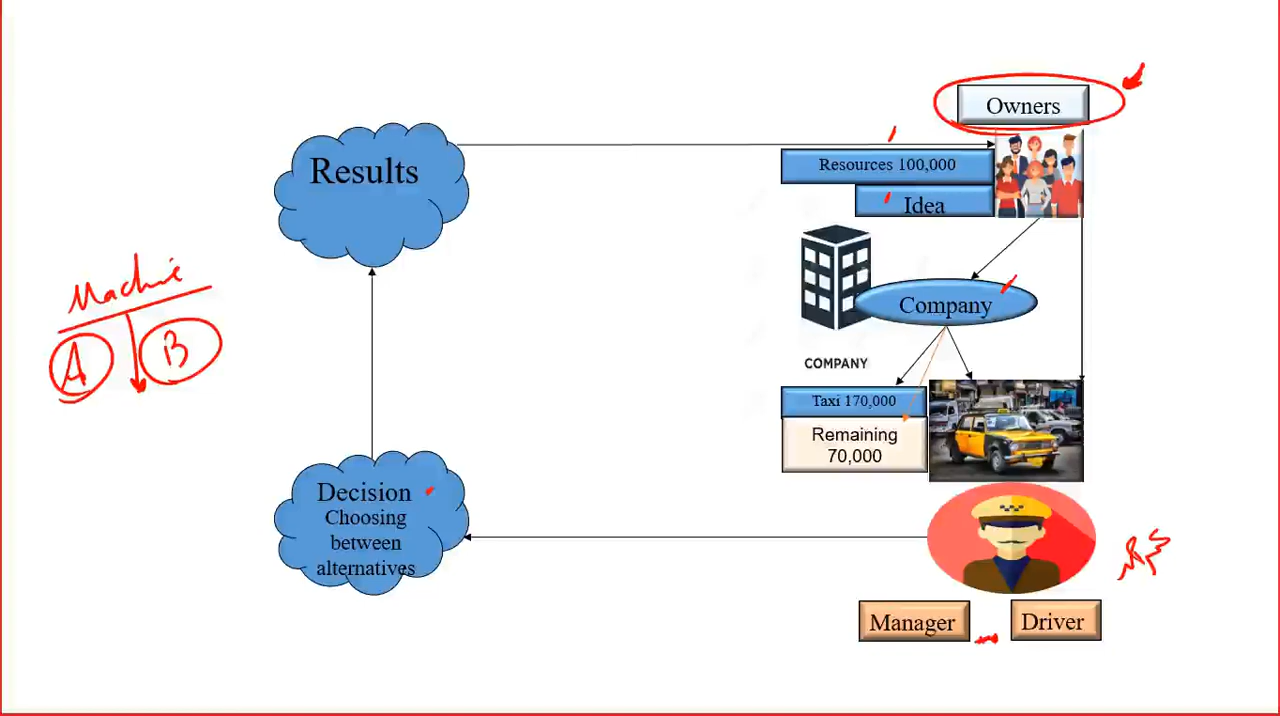 Owners
Results
Resources 100,000
Idea
Machine
A
B
Company
COMPANY
Taxi 170,000
Remaining
70,000
Decision
Choosing
between
alternatives
Manager
Driver